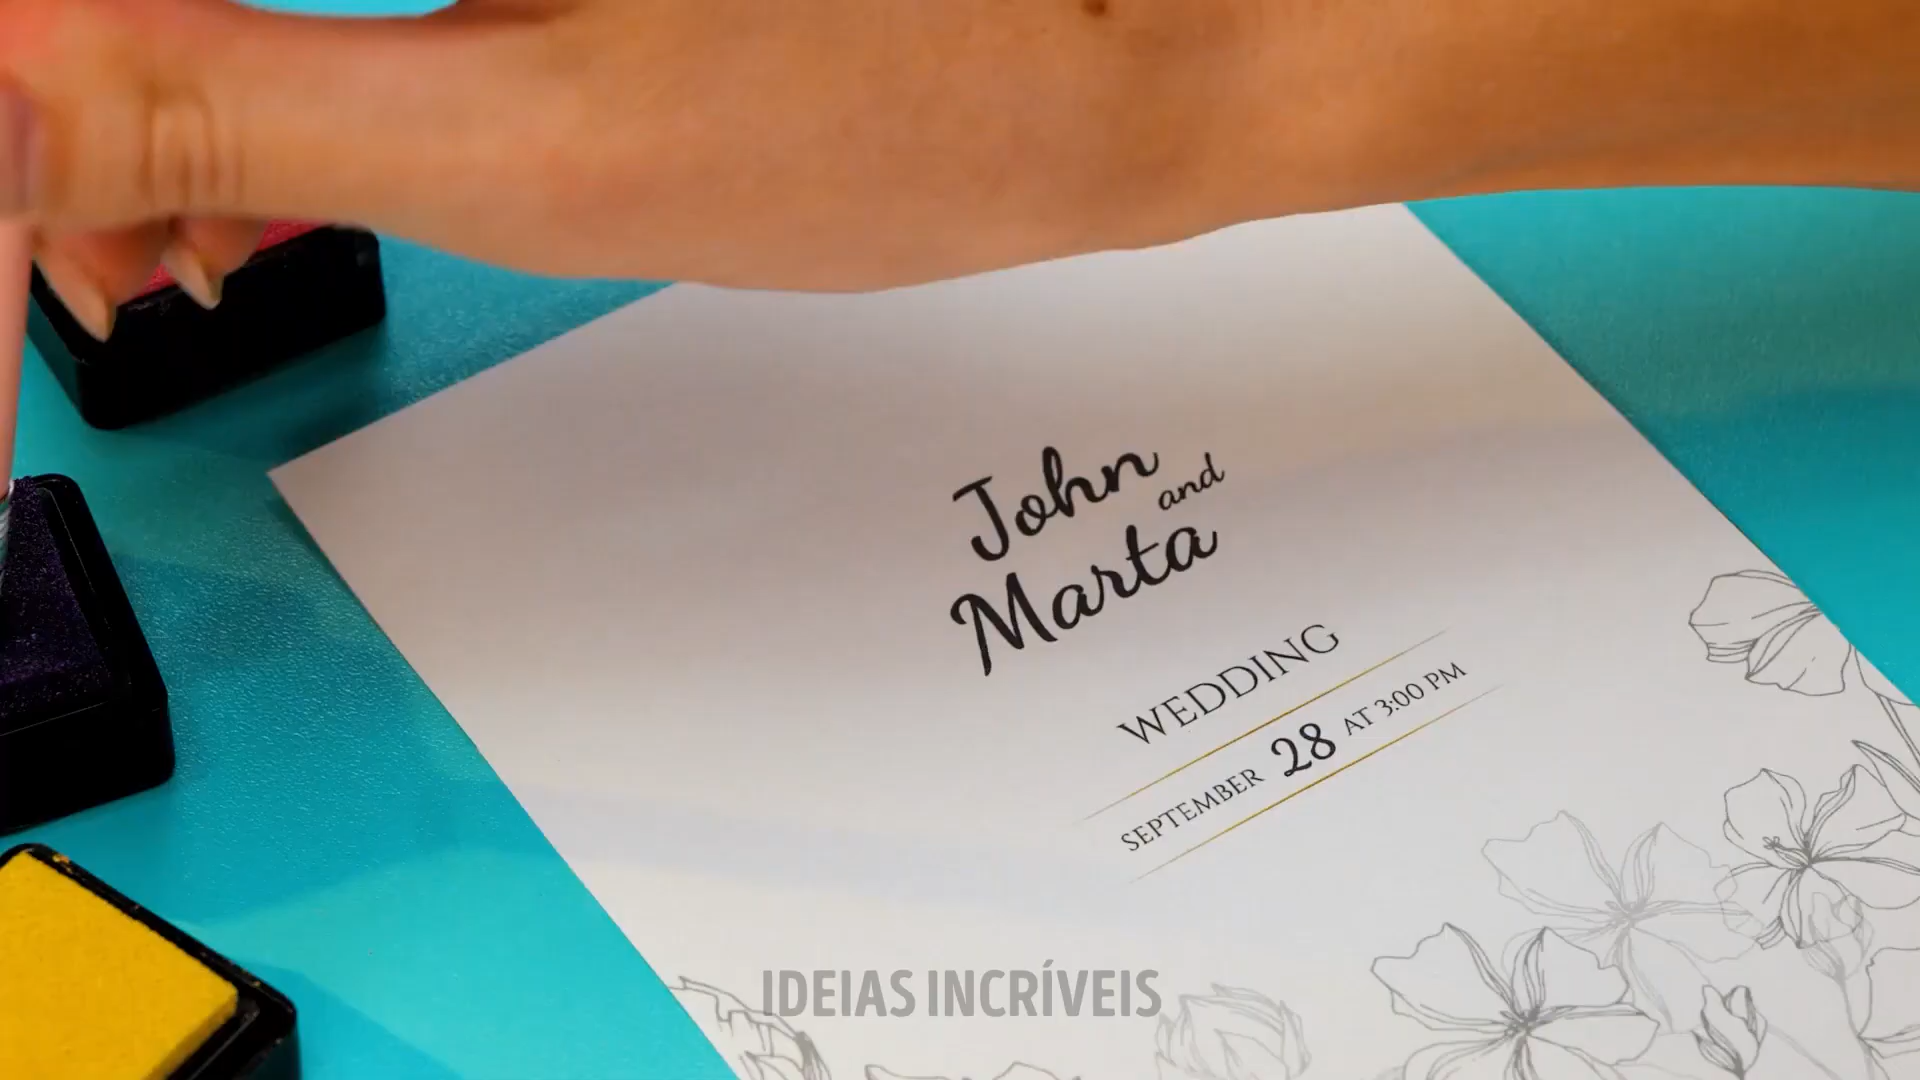 John
and
Marta
WEDDING
SEPTEMBER 28 AT 3:00 PM
IDEIAS INCRÍVEIS